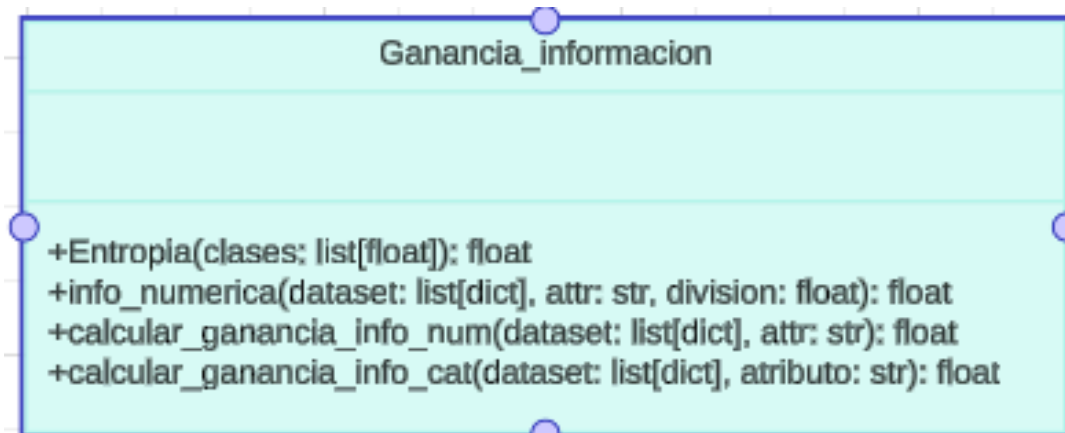 Ganancia_informacion
+Entropia(clases: list[float]): float
+info_numerica(dataset: list[dict], attr: str, division: float): float
+calcular_ganancia_info_num(dataset: list[dict], attr: str): float
+calcular_ganancia_info_cat(dataset: list[dict], atributo: str): float